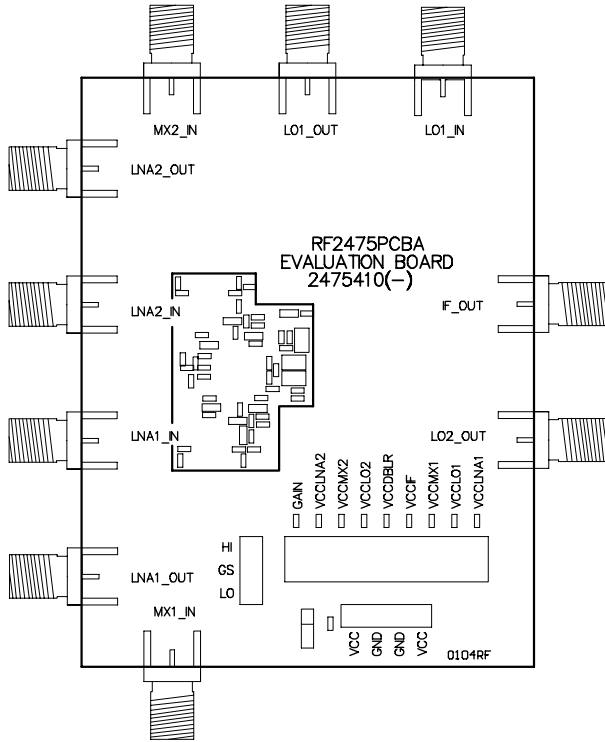 MX2_IN
LO1_OUT
LO1_IN
LNA2_OUT
RF2475PCBA
EVALUATION BOARD
2475410(-)
LNA2_IN
IF_OUT
LNA1_IN
LO2_OUT
GAIN
VCCLNA2
VCCMX2
VCCLO2
VCCDBLR
VCCIF
VCCMX1
VCCLO1
VCCLNA1
HI
GS
LO
LNA1_OUT
MX1_IN
VCC
GND
GND
VCC
0104RF